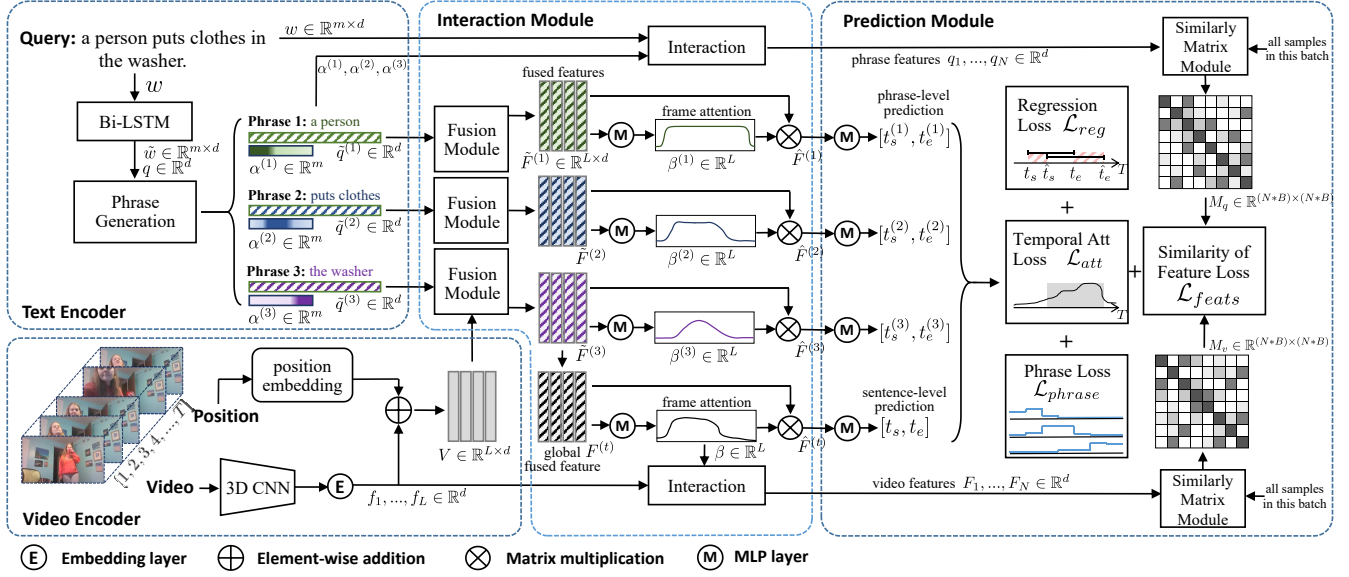 Query: a person puts clothes in
the washer.
w
Bi-LSTM
w̃ ∈ ℝ^{m×d}
q ∈ ℝ^d
Phrase
Generation
Text Encoder
Phrase 1: a person
q̃^{(1)} ∈ ℝ^d
α^{(1)} ∈ ℝ^m
Phrase 2: puts clothes
q̃^{(2)} ∈ ℝ^d
α^{(2)} ∈ ℝ^m
Phrase 3: the washer
q̃^{(3)} ∈ ℝ^d
α^{(3)} ∈ ℝ^m
w ∈ ℝ^{m×d}
α^{(1)}, α^{(2)}, α^{(3)}
Interaction Module
Interaction
Fusion
Module
Fusion
Module
Fusion
Module
fused features
F̃^{(1)} ∈ ℝ^{L×d}
M
frame attention
β^{(1)} ∈ ℝ^L
F̂^{(1)}
M
F̃^{(2)}
M
β^{(2)} ∈ ℝ^L
F̂^{(2)}
M
F̃^{(3)}
M
β^{(3)} ∈ ℝ^L
F̂^{(3)}
M
global F^{(t)}
fused feature
M
frame attention
β ∈ ℝ^L
F̂^{(t)}
M
Interaction
Prediction Module
phrase features q_1, ..., q_N ∈ ℝ^d
phrase-level
prediction
[t_s^{(1)}, t_e^{(1)}]
[t_s^{(2)}, t_e^{(2)}]
[t_s^{(3)}, t_e^{(3)}]
sentence-level
prediction
[t_s, t_e]
video features F_1, ..., F_N ∈ ℝ^d
Regression
Loss ℒ_{reg}
t_s t̂_s t_e t̂_e T
+
Temporal Att
Loss ℒ_{att}
T
+
Phrase Loss
ℒ_{phrase}
+
Similarly
Matrix
Module
all samples
in this batch
M_q ∈ ℝ^{(N*B)×(N*B)}
Similarity of
Feature Loss
ℒ_{feats}
M_v ∈ ℝ^{(N*B)×(N*B)}
Similarly
Matrix
Module
all samples
in this batch
position
embedding
Position
{1, 2, 3, 4, ..., T}
V ∈ ℝ^{L×d}
Video
3D CNN
E
f_1, ..., f_L ∈ ℝ^d
Video Encoder
E Embedding layer
Element-wise addition
Matrix multiplication
M MLP layer